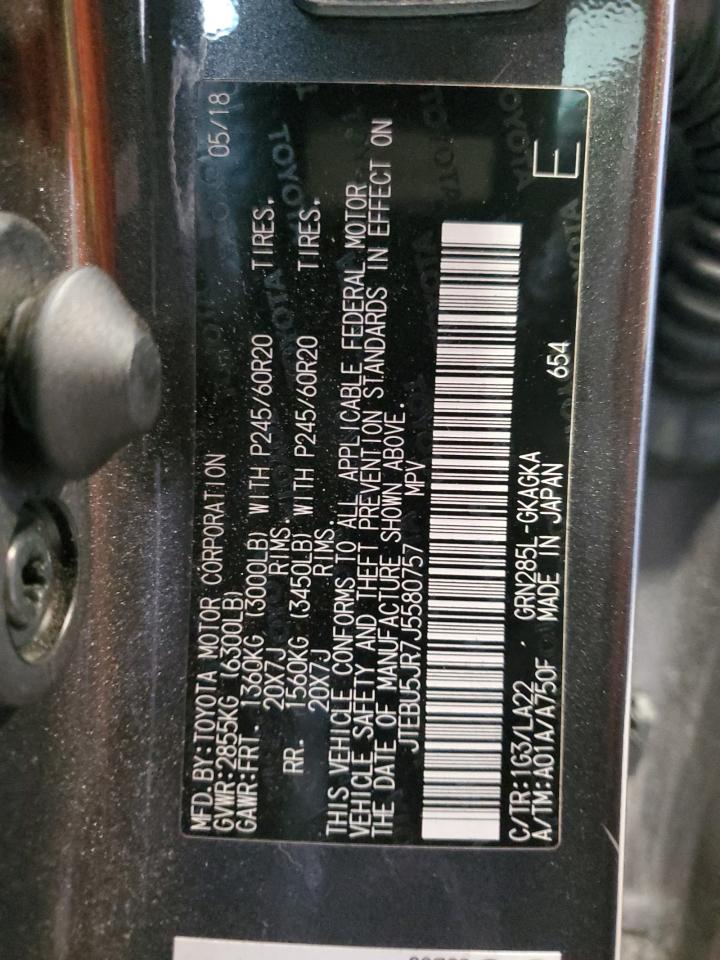 MFD.BY:TOYOTA MOTOR CORPORATION 05/18
GVWR:2855KG (6300LB)
GAWR:FRT. 1360KG (3000LB) WITH P245/60R20 TIRES.
20X7J RIMS.
RR. 1560KG (3450LB) WITH P245/60R20 TIRES.
20X7J RIMS.
THIS VEHICLE CONFORMS TO ALL APPLICABLE FEDERAL MOTOR
VEHICLE SAFETY AND THEFT PREVENTION STANDARDS IN EFFECT ON
THE DATE OF MANUFACTURE SHOWN ABOVE.
JTEBU5JR7J5580757 MPV
C/TR:1G3/LA22 GRN285L-GKAGKA
A/TM:A01A/A750F MADE IN JAPAN 654
E